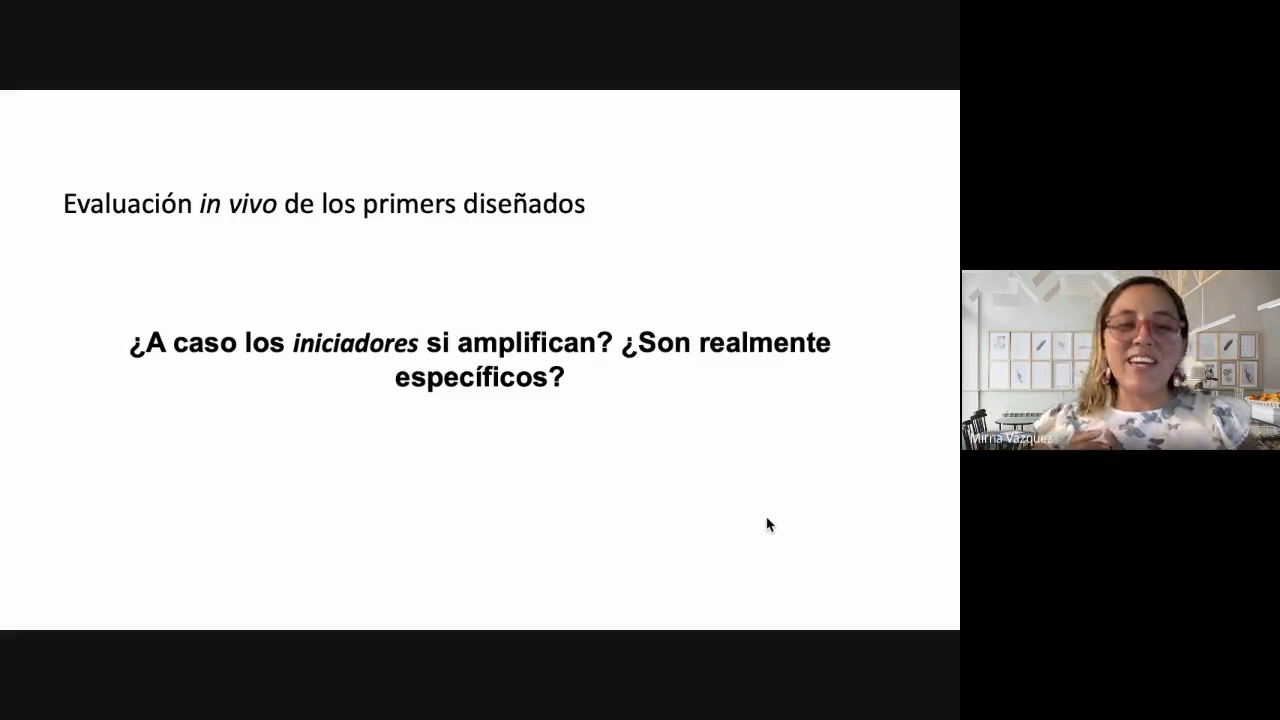 Evaluación in vivo de los primers diseñados
¿A caso los iniciadores si amplifican? ¿Son realmente
específicos?
Mirna Vazquez